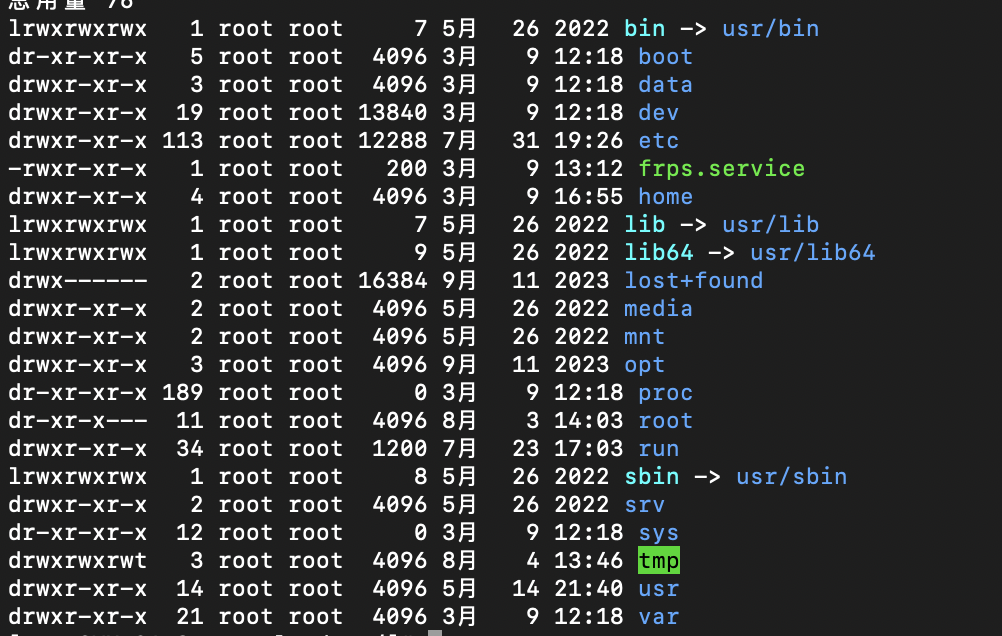 总用量 76
lrwxrwxrwx   1 root root     7 5月   26 2022 bin -> usr/bin
dr-xr-xr-x   5 root root  4096 3月    9 12:18 boot
drwxr-xr-x   3 root root  4096 3月    9 12:18 data
drwxr-xr-x  19 root root 13840 3月    9 12:18 dev
drwxr-xr-x 113 root root 12288 7月   31 19:26 etc
-rwxr-xr-x   1 root root   200 3月    9 13:12 frps.service
drwxr-xr-x   4 root root  4096 3月    9 16:55 home
lrwxrwxrwx   1 root root     7 5月   26 2022 lib -> usr/lib
lrwxrwxrwx   1 root root     9 5月   26 2022 lib64 -> usr/lib64
drwx------   2 root root 16384 9月   11 2023 lost+found
drwxr-xr-x   2 root root  4096 5月   26 2022 media
drwxr-xr-x   2 root root  4096 5月   26 2022 mnt
drwxr-xr-x   3 root root  4096 9月   11 2023 opt
dr-xr-xr-x 189 root root     0 3月    9 12:18 proc
dr-xr-x---  11 root root  4096 8月    3 14:03 root
drwxr-xr-x  34 root root  1200 7月   23 17:03 run
lrwxrwxrwx   1 root root     8 5月   26 2022 sbin -> usr/sbin
drwxr-xr-x   2 root root  4096 5月   26 2022 srv
dr-xr-xr-x  12 root root     0 3月    9 12:18 sys
drwxrwxrwt   3 root root  4096 8月    4 13:46 tmp
drwxr-xr-x  14 root root  4096 5月   14 21:40 usr
drwxr-xr-x  21 root root  4096 3月    9 12:18 var